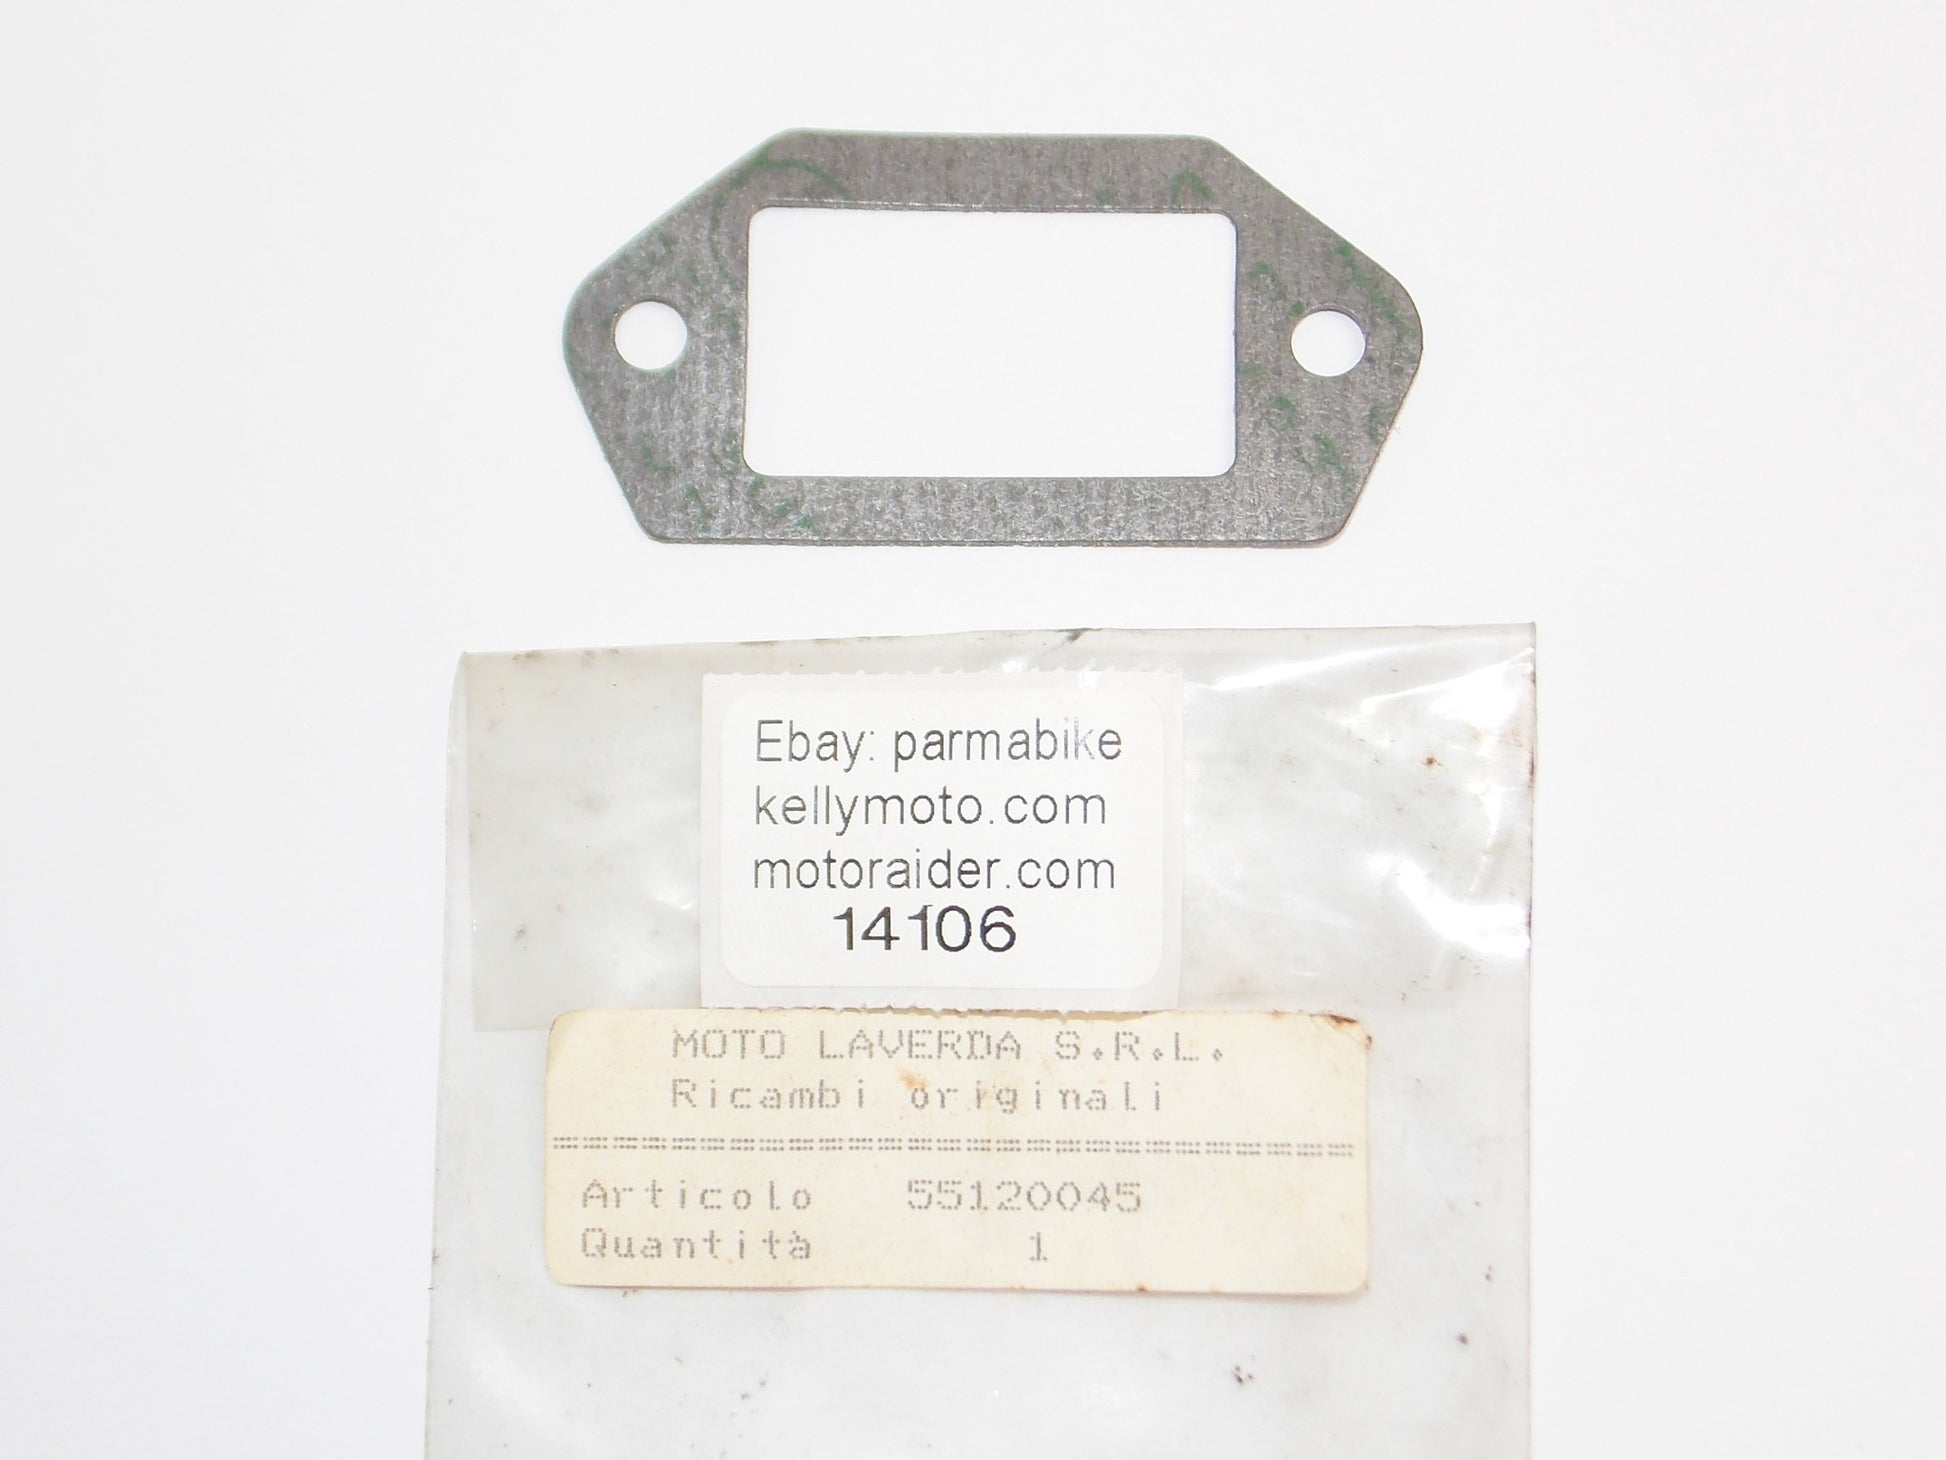 Ebay: parmabike
kellymoto.com
motoraider.com
14106
MOTO LAVERDA S.R.L.
Ricambi originali
===========================
Articolo 55120045
Quantità 1